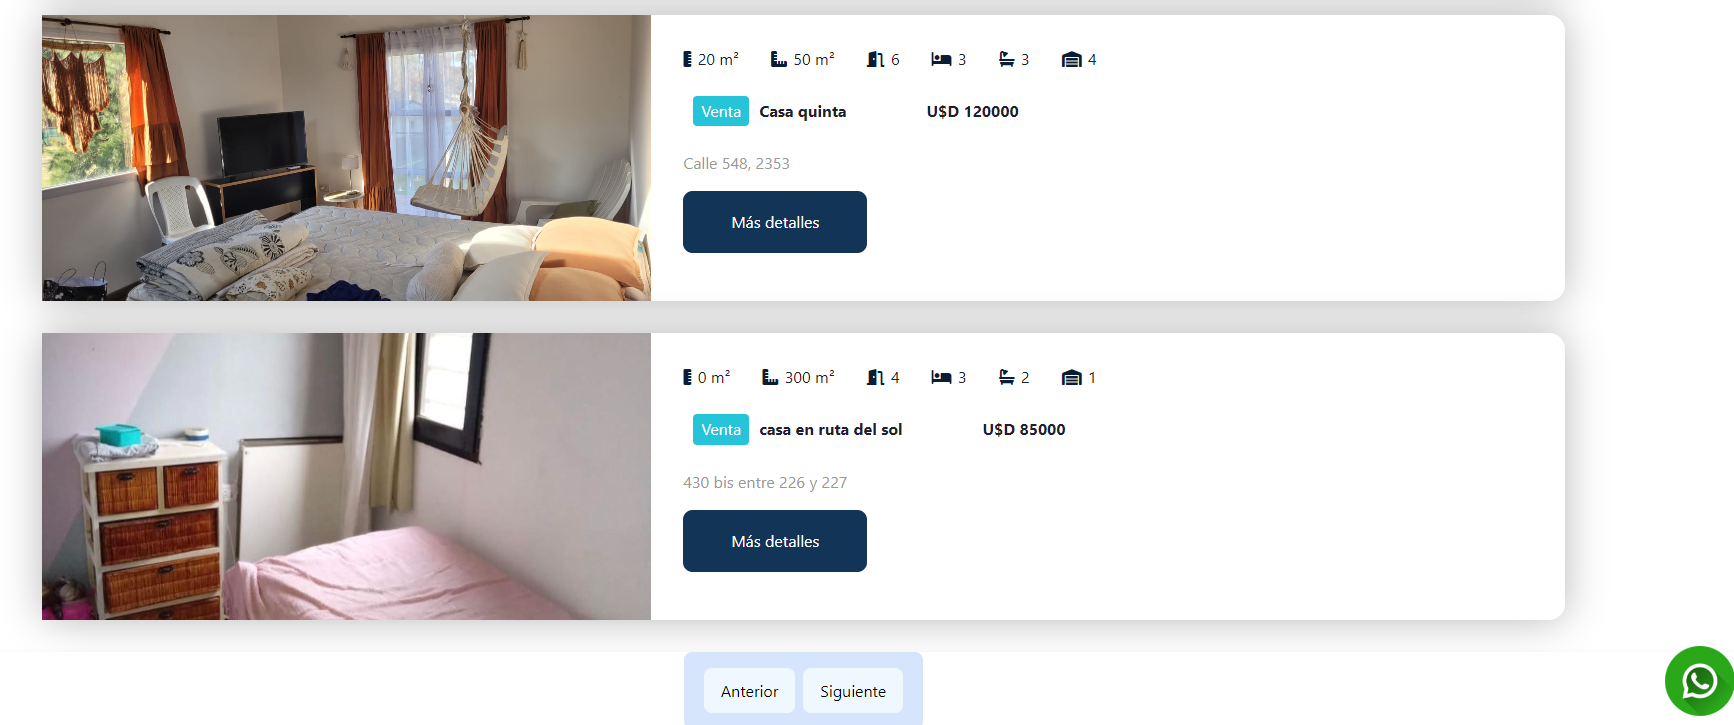 20 m² 50 m² 6 3 3 4
Venta Casa quinta U$D 120000
Calle 548, 2353
Más detalles
0 m² 300 m² 4 3 2 1
Venta casa en ruta del sol U$D 85000
430 bis entre 226 y 227
Más detalles
Anterior Siguiente